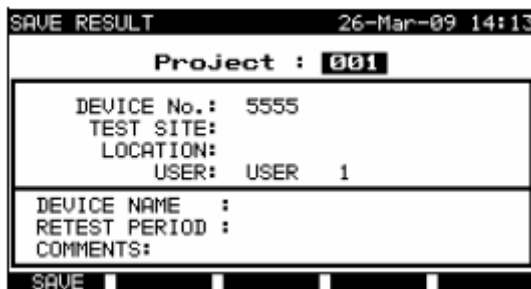 SAVE RESULT 26-Mar-09 14:13
Project : 001
DEVICE No.: 5555
TEST SITE:
LOCATION:
USER: USER 1
DEVICE NAME :
RETEST PERIOD :
COMMENTS:
SAVE